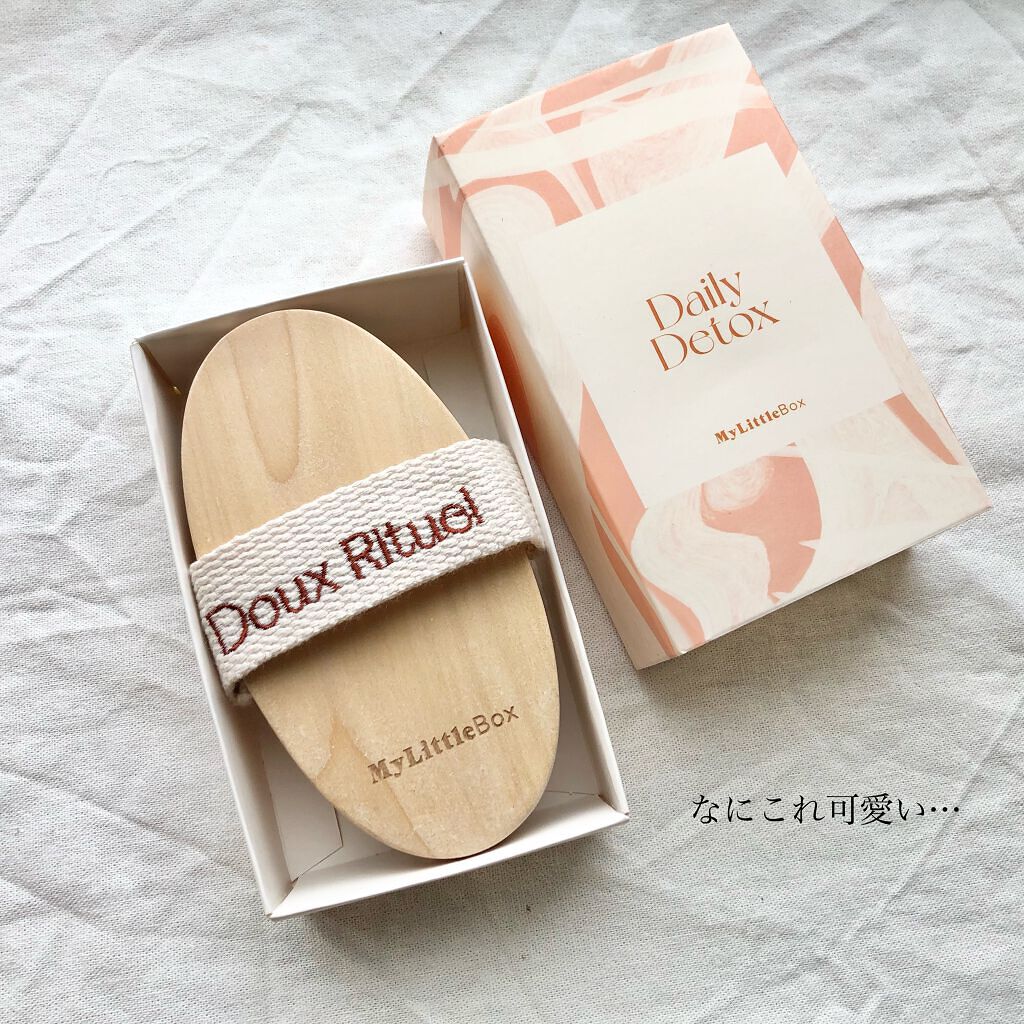 Daily
Detox
MyLittleBox
Doux Rituel
MyLittleBox
なにこれ可愛い…